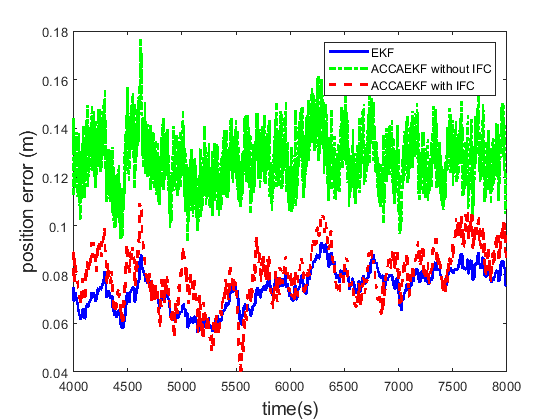 0.18
0.16
0.14
0.12
0.1
0.08
0.06
0.04
position error (m)
EKF
ACCAEKF without IFC
ACCAEKF with IFC
4000 4500 5000 5500 6000 6500 7000 7500 8000
time(s)